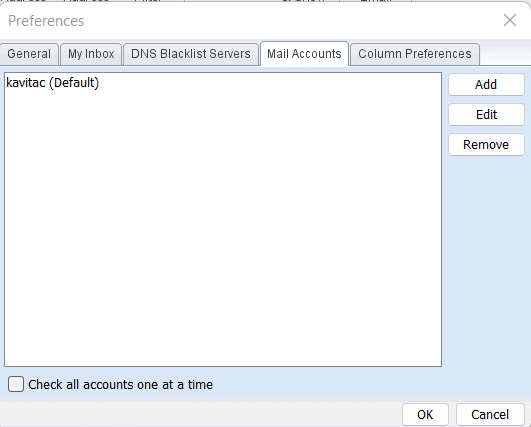 Preferences
General My Inbox DNS Blacklist Servers Mail Accounts Column Preferences
kavitac (Default)
Add
Edit
Remove
Check all accounts one at a time
OK Cancel